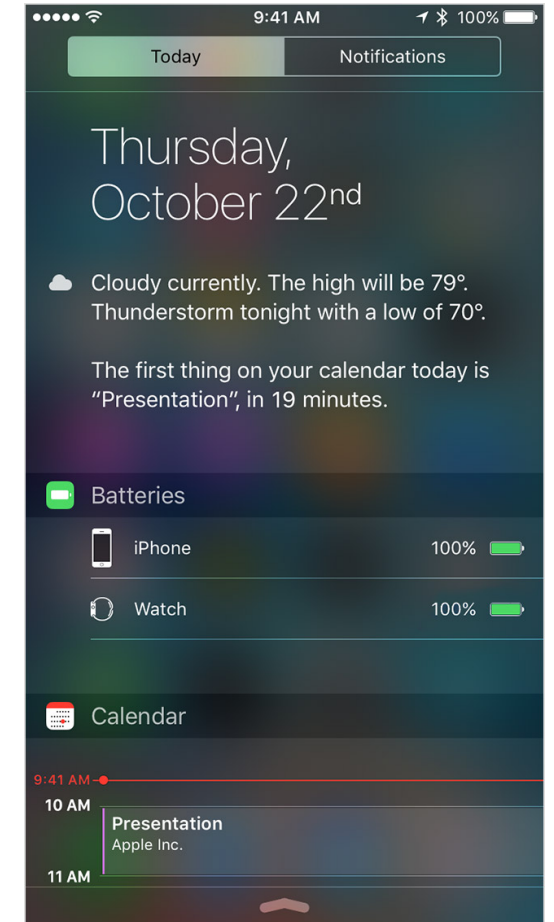 9:41 AM 100%
Today Notifications
Thursday,
October 22nd
Cloudy currently. The high will be 79°.
Thunderstorm tonight with a low of 70°.
The first thing on your calendar today is
“Presentation”, in 19 minutes.
Batteries
iPhone 100%
Watch 100%
Calendar
9:41 AM
10 AM
Presentation
Apple Inc.
11 AM